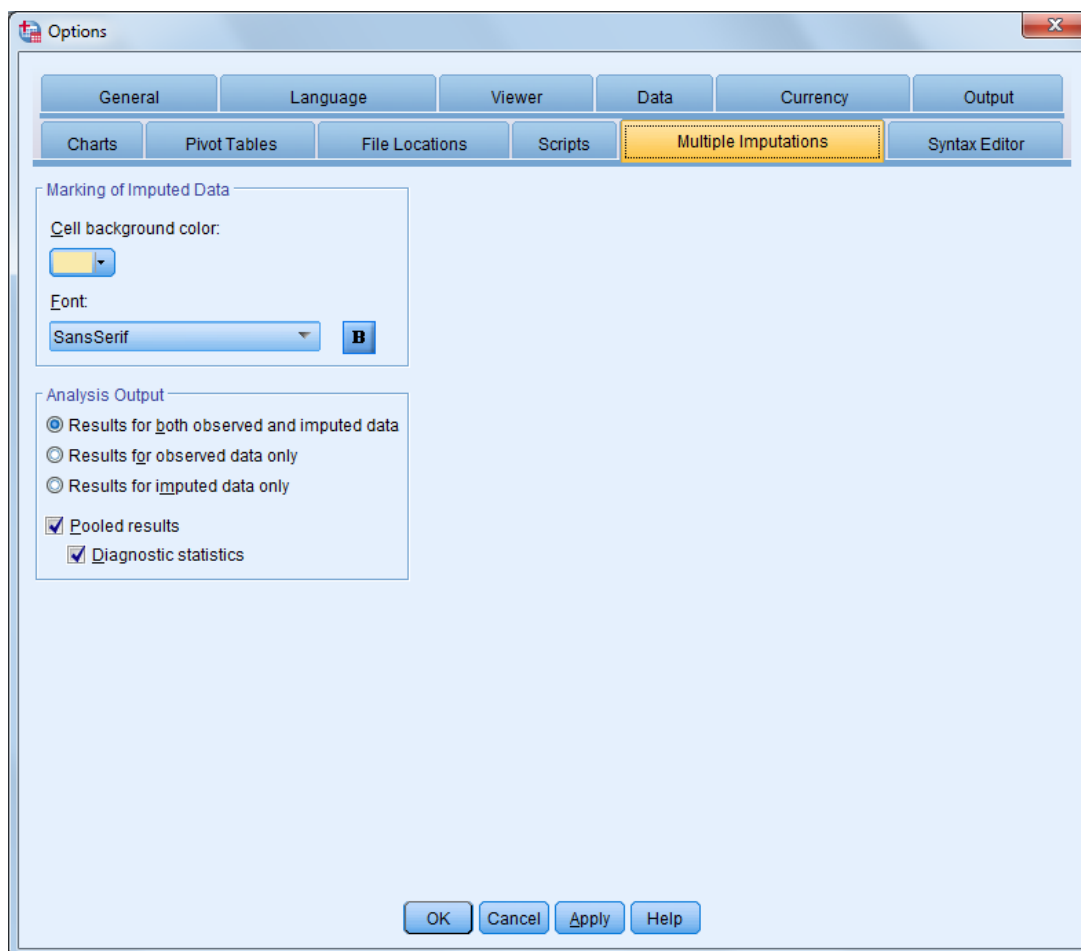 Options
General Language Viewer Data Currency Output
Charts Pivot Tables File Locations Scripts Multiple Imputations Syntax Editor
Marking of Imputed Data
Cell background color:
Font:
SansSerif B
Analysis Output
Results for both observed and imputed data
Results for observed data only
Results for imputed data only
Pooled results
Diagnostic statistics
OK Cancel Apply Help